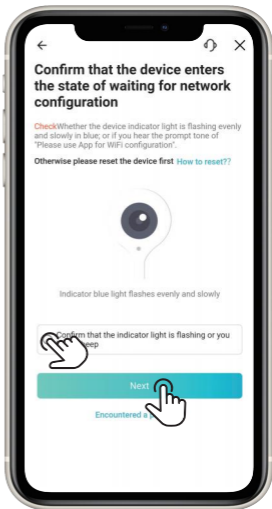 Confirm that the device enters
the state of waiting for network
configuration
CheckWhether the device indicator light is flashing evenly
and slowly in blue; or if you hear the prompt tone of
"Please use App for WiFi configuration".
Otherwise please reset the device first How to reset??
Indicator blue light flashes evenly and slowly
Confirm that the indicator light is flashing or you
eep
Next
Encountered a